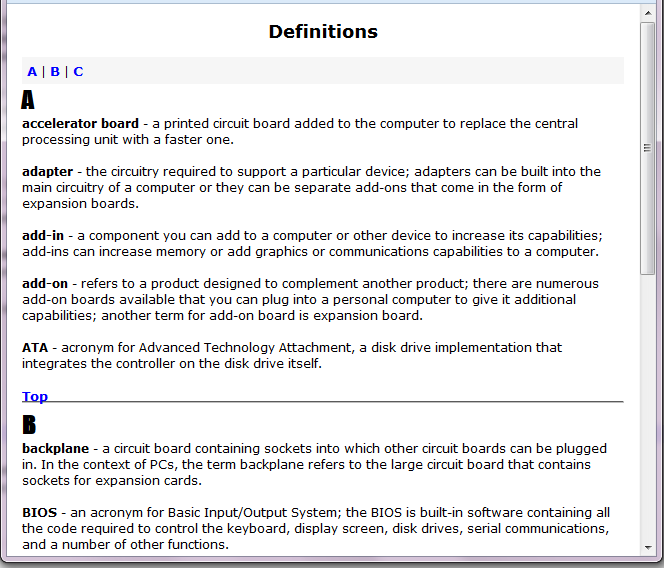 Definitions
A | B | C
A
accelerator board - a printed circuit board added to the computer to replace the central
processing unit with a faster one.
adapter - the circuitry required to support a particular device; adapters can be built into the
main circuitry of a computer or they can be separate add-ons that come in the form of
expansion boards.
add-in - a component you can add to a computer or other device to increase its capabilities;
add-ins can increase memory or add graphics or communications capabilities to a computer.
add-on - refers to a product designed to complement another product; there are numerous
add-on boards available that you can plug into a personal computer to give it additional
capabilities; another term for add-on board is expansion board.
ATA - acronym for Advanced Technology Attachment, a disk drive implementation that
integrates the controller on the disk drive itself.
Top
B
backplane - a circuit board containing sockets into which other circuit boards can be plugged
in. In the context of PCs, the term backplane refers to the large circuit board that contains
sockets for expansion cards.
BIOS - an acronym for Basic Input/Output System; the BIOS is built-in software containing all
the code required to control the keyboard, display screen, disk drives, serial communications,
and a number of other functions.